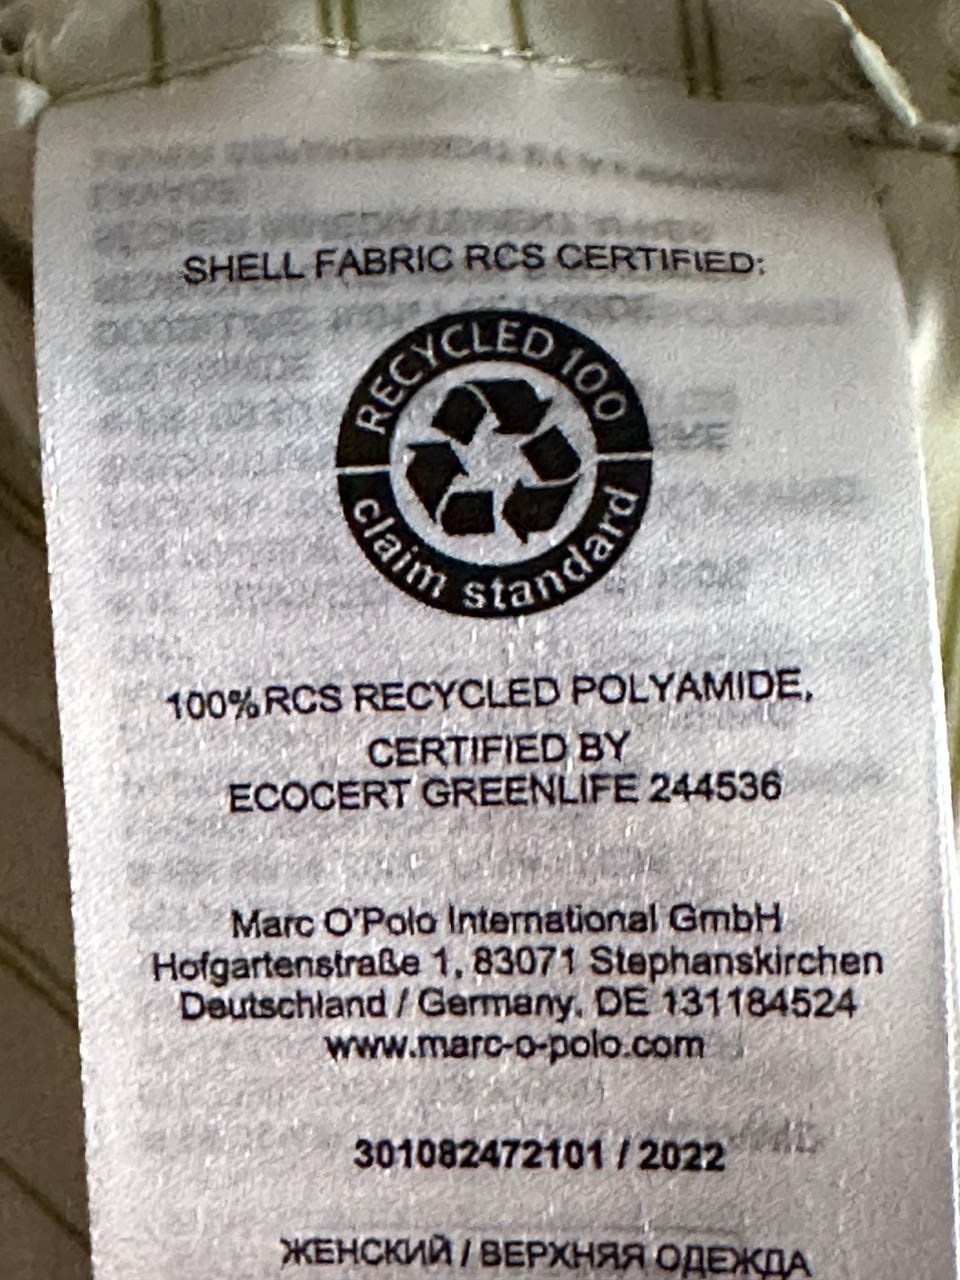 SHELL FABRIC RCS CERTIFIED:
RECYCLED 100
claim standard
100% RCS RECYCLED POLYAMIDE,
CERTIFIED BY
ECOCERT GREENLIFE 244536
Marc O'Polo International GmbH
Hofgartenstraße 1, 83071 Stephanskirchen
Deutschland / Germany, DE 131184524
www.marc-o-polo.com
301082472101 / 2022
ЖЕНСКИЙ / ВЕРХНЯЯ ОДЕЖДА